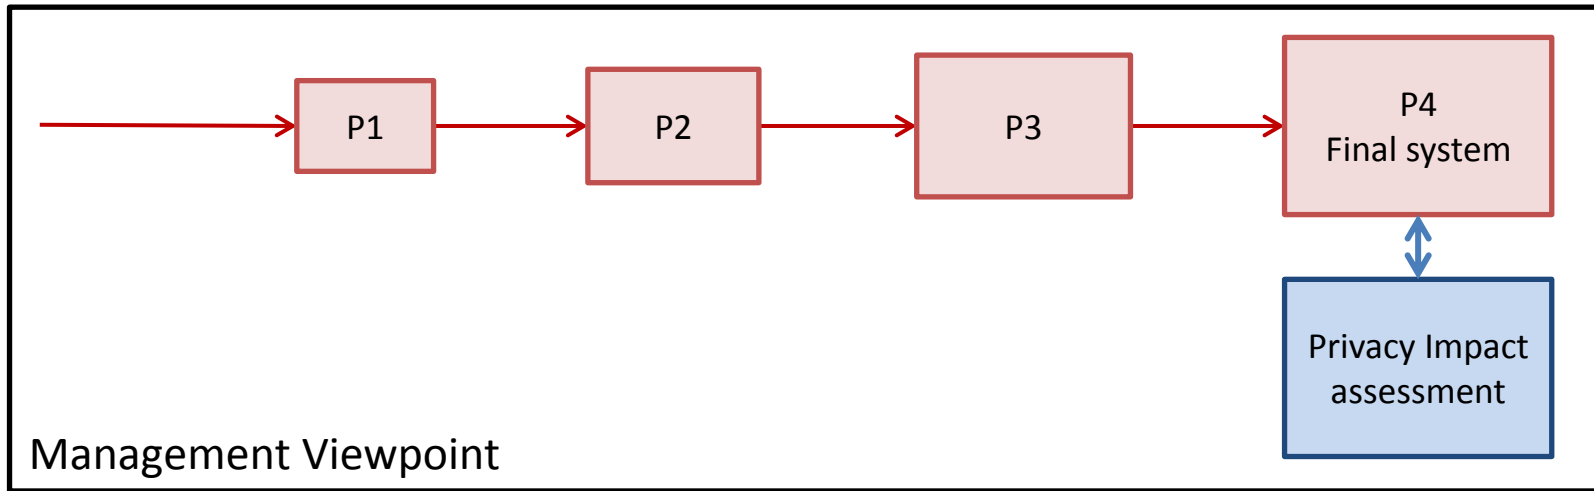 P1
P2
P3
P4
Final system
Privacy Impact
assessment
Management Viewpoint